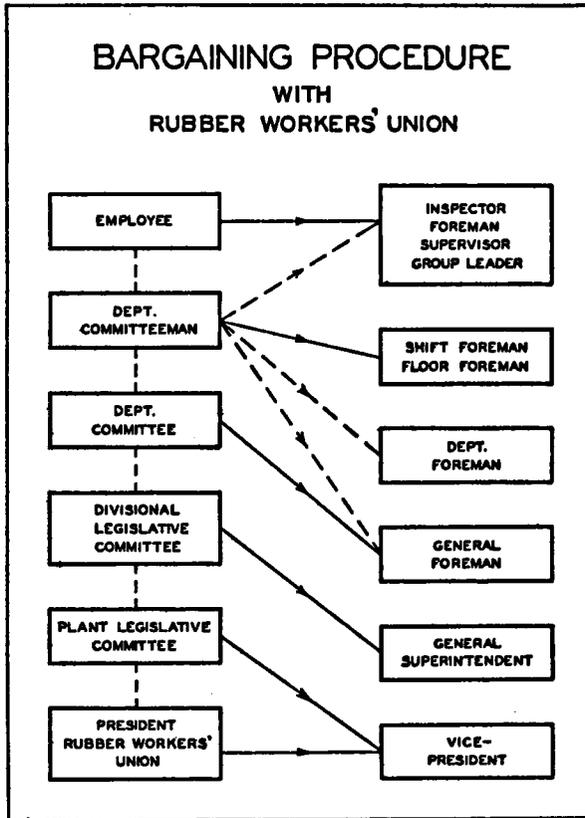 BARGAINING PROCEDURE
WITH
RUBBER WORKERS' UNION
EMPLOYEE
INSPECTOR
FOREMAN
SUPERVISOR
GROUP LEADER
DEPT.
COMMITTEEMAN
SHIFT FOREMAN
FLOOR FOREMAN
DEPT.
COMMITTEE
DEPT.
FOREMAN
DIVISIONAL
LEGISLATIVE
COMMITTEE
GENERAL
FOREMAN
PLANT LEGISLATIVE
COMMITTEE
GENERAL
SUPERINTENDENT
PRESIDENT
RUBBER WORKERS'
UNION
VICE-
PRESIDENT